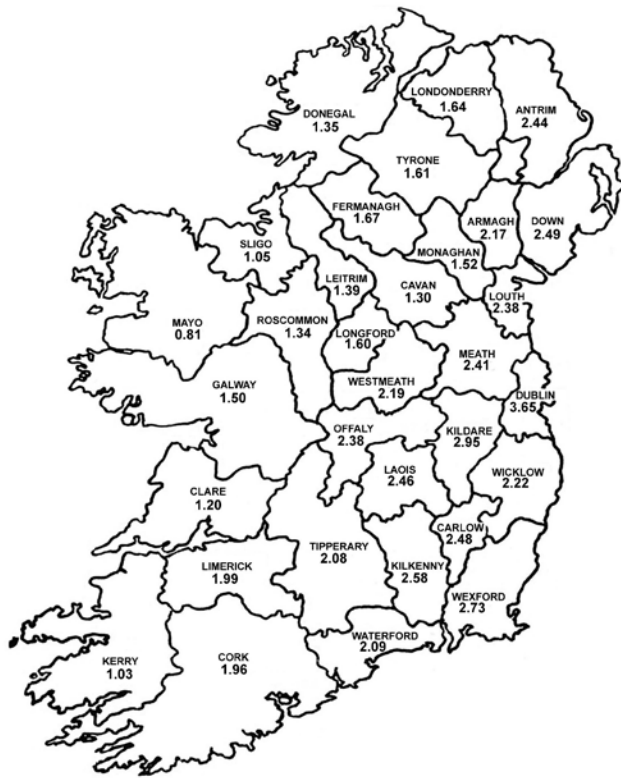 LONDONDERRY
1.64
ANTRIM
2.44
DONEGAL
1.35
TYRONE
1.61
FERMANAGH
1.67
ARMAGH
2.17
DOWN
2.49
SLIGO
1.05
MONAGHAN
1.52
LEITRIM
1.39
CAVAN
1.30
LOUTH
2.38
MAYO
0.81
ROSCOMMON
1.34
LONGFORD
1.60
MEATH
2.41
GALWAY
1.50
WESTMEATH
2.19
DUBLIN
3.65
OFFALY
2.38
KILDARE
2.95
LAOIS
2.46
WICKLOW
2.22
CLARE
1.20
CARLOW
2.48
TIPPERARY
2.08
LIMERICK
1.99
KILKENNY
2.58
WEXFORD
2.73
WATERFORD
2.09
KERRY
1.03
CORK
1.96